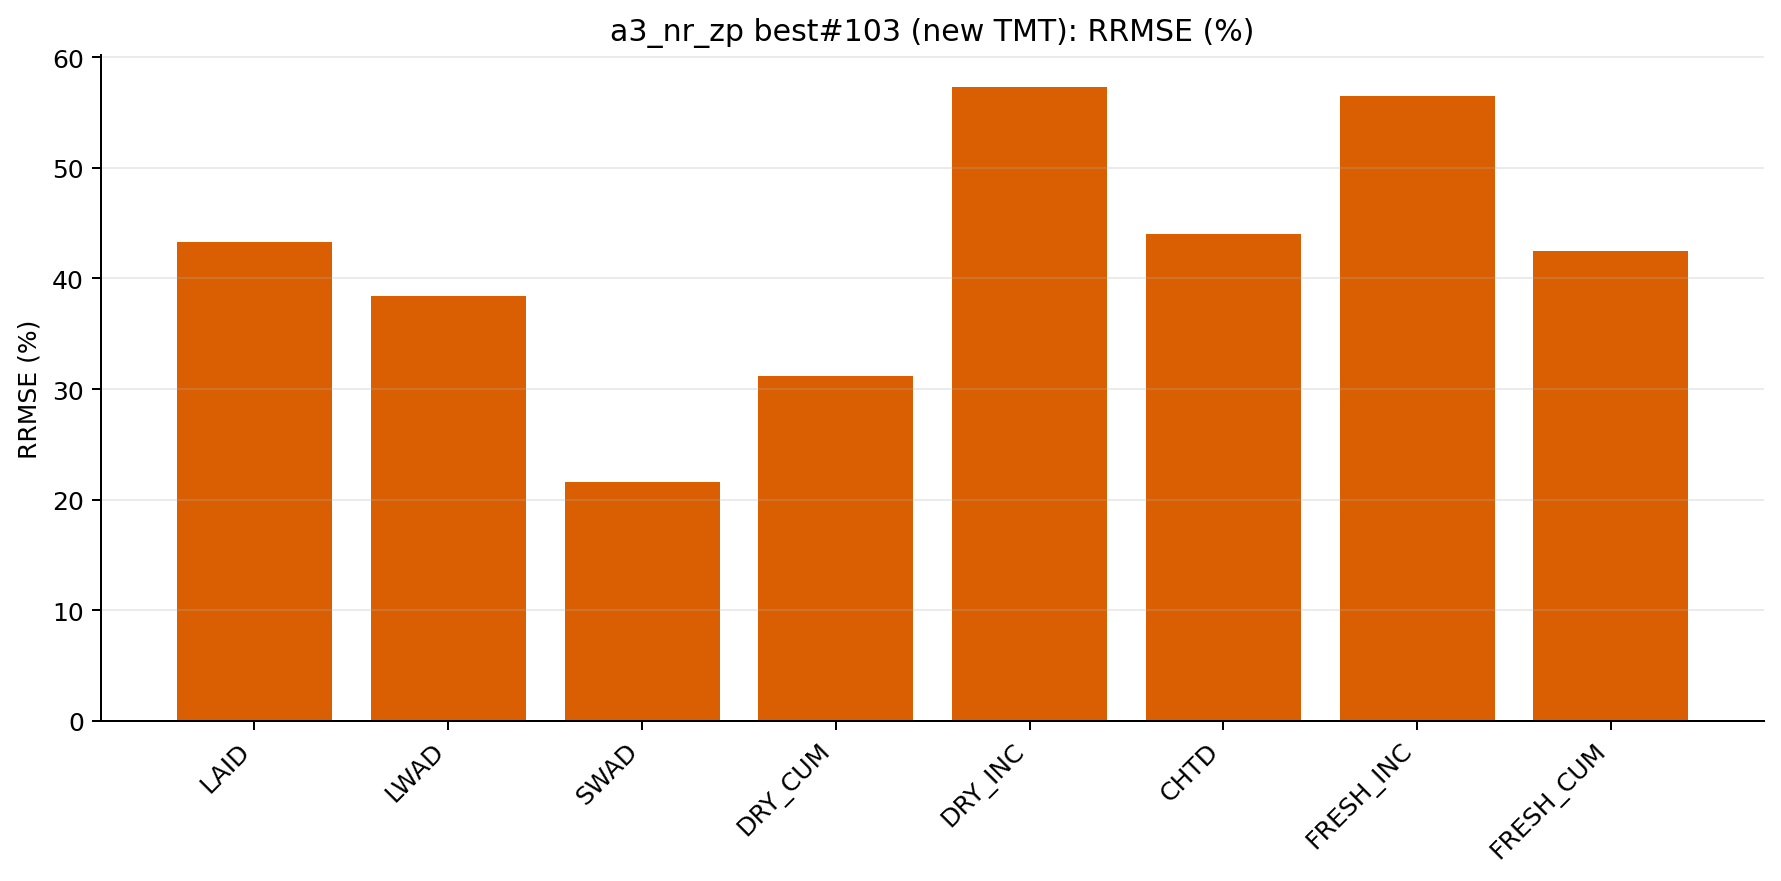 a3_nr_zp best#103 (new TMT): RRMSE (%)
RRMSE (%)
60
50
40
30
20
10
0
LAID
LWAD
SWAD
DRY_CUM
DRY_INC
CHTD
FRESH_INC
FRESH_CUM